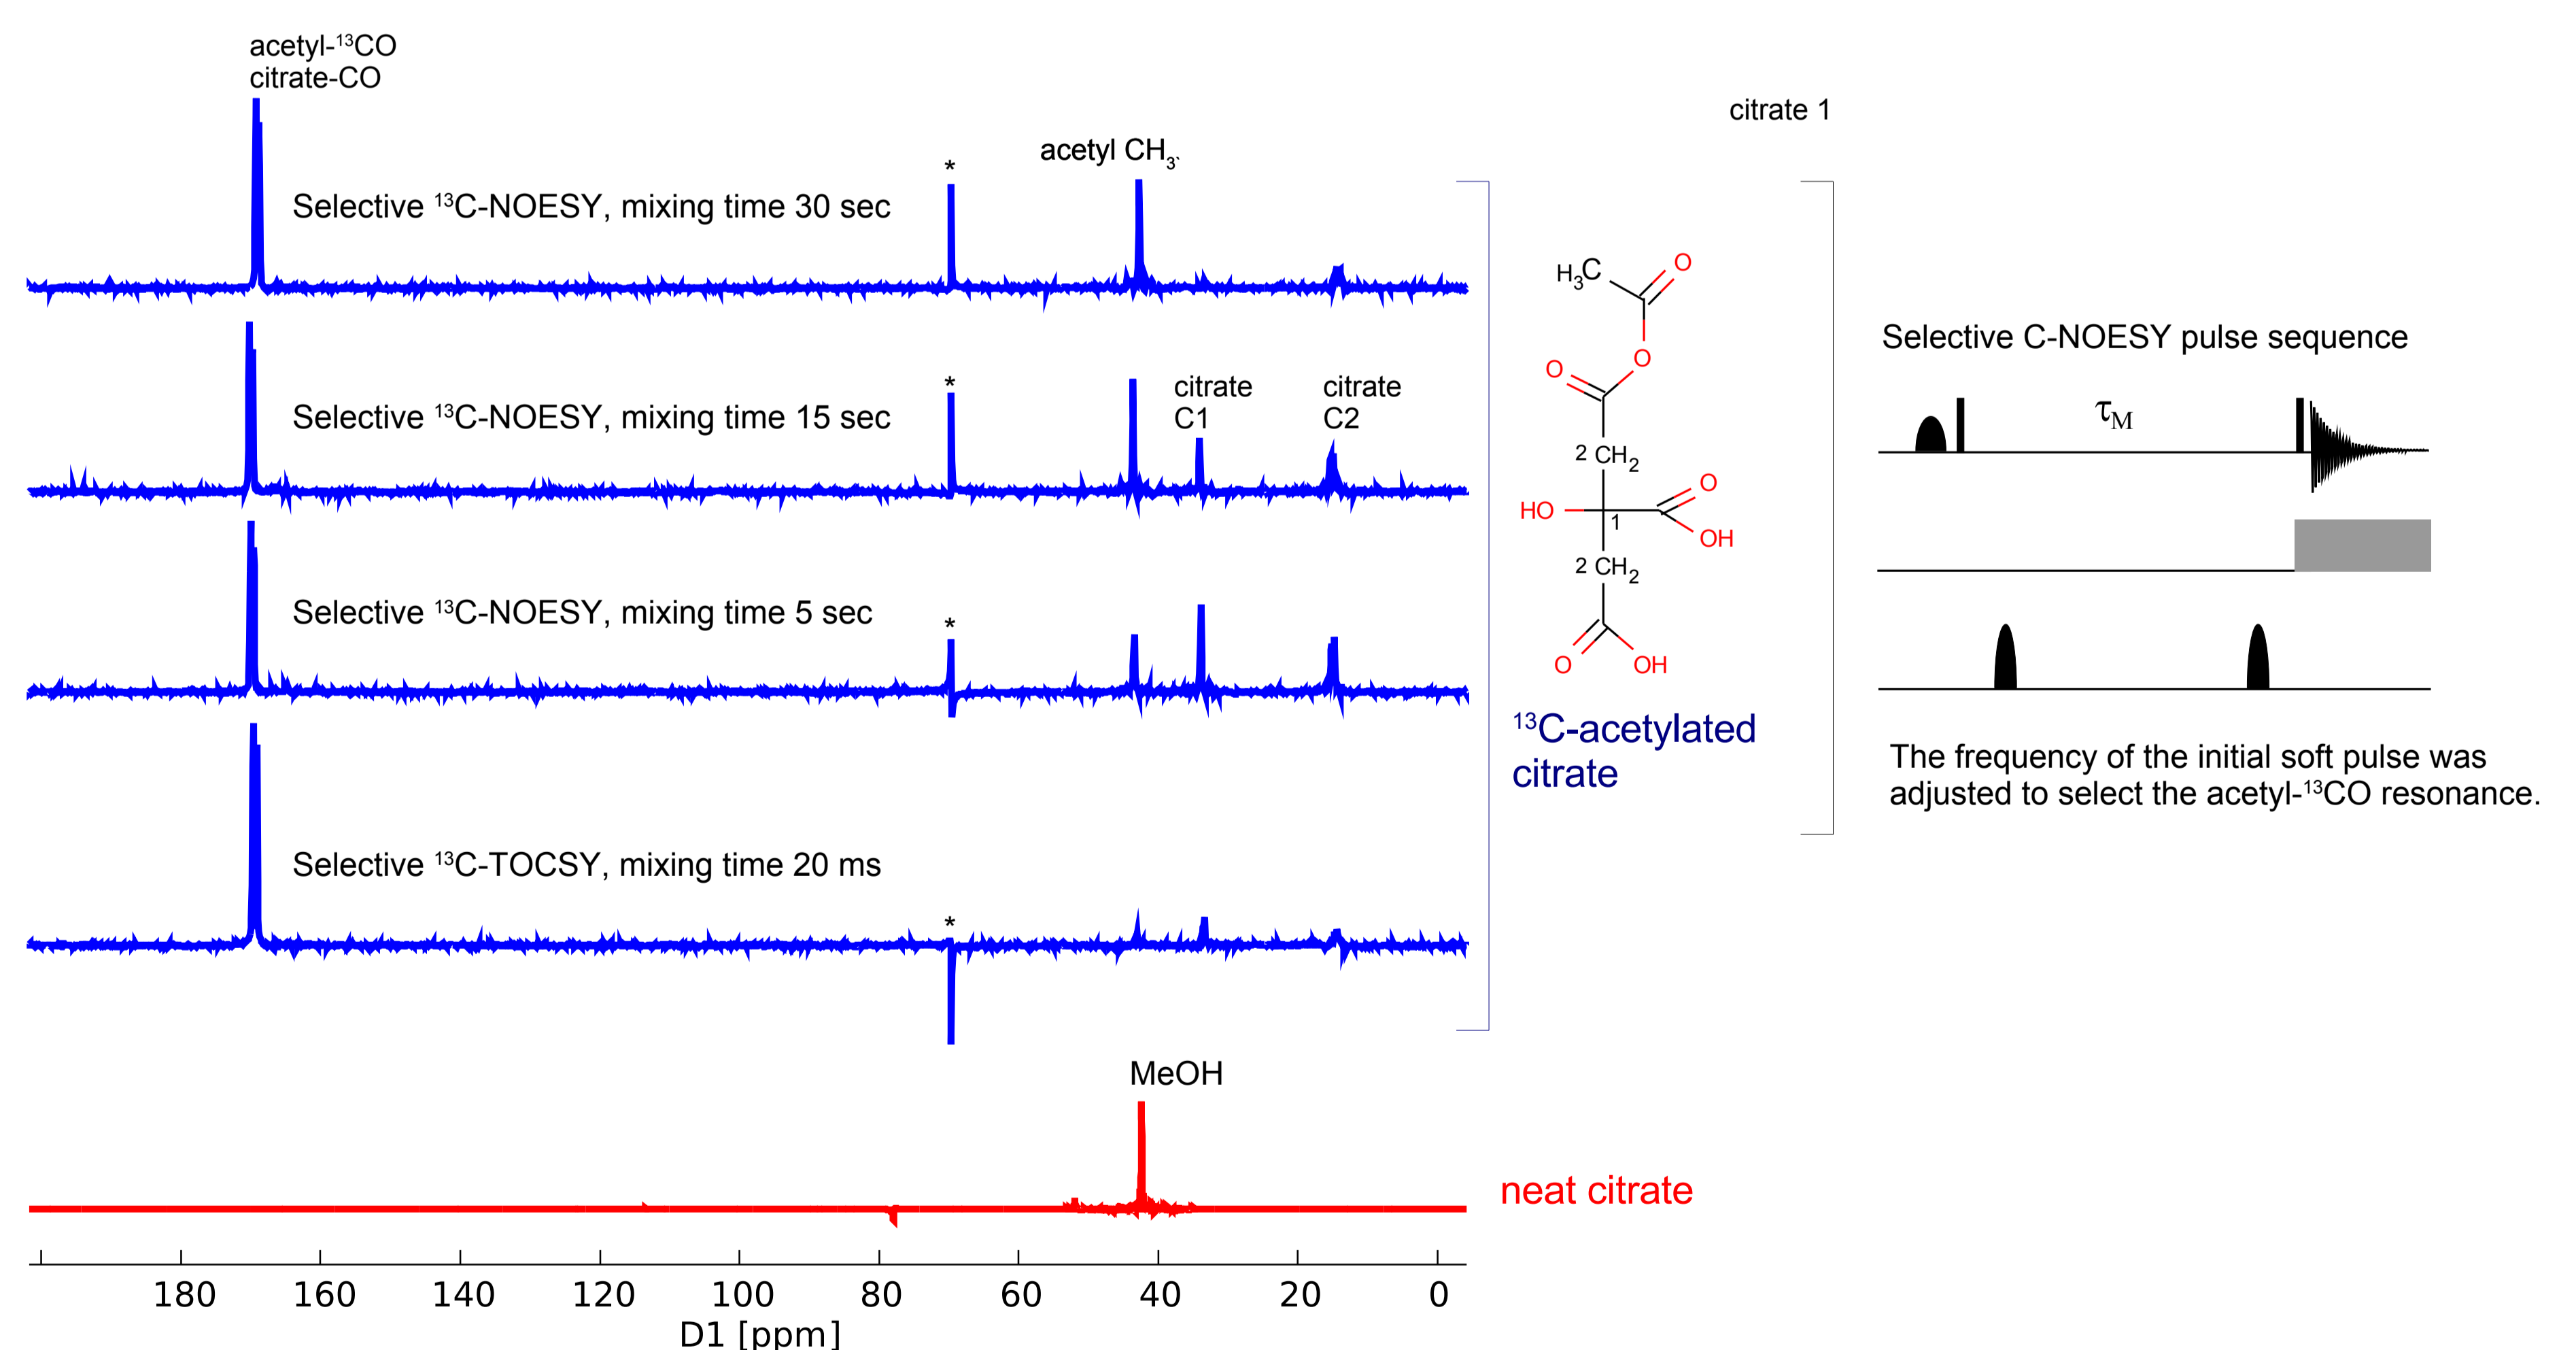 acetyl-¹³CO
citrate-CO
citrate 1
acetyl CH₃`
*
Selective ¹³C-NOESY, mixing time 30 sec
H₃C
O
O
Selective C-NOESY pulse sequence
O
*
citrate
C1
citrate
C2
Selective ¹³C-NOESY, mixing time 15 sec
τM
2 CH₂
O
HO
1
OH
2 CH₂
Selective ¹³C-NOESY, mixing time 5 sec
*
O
OH
¹³C-acetylated
citrate
The frequency of the initial soft pulse was
adjusted to select the acetyl-¹³CO resonance.
Selective ¹³C-TOCSY, mixing time 20 ms
*
MeOH
neat citrate
180 160 140 120 100 80 60 40 20 0
D1 [ppm]